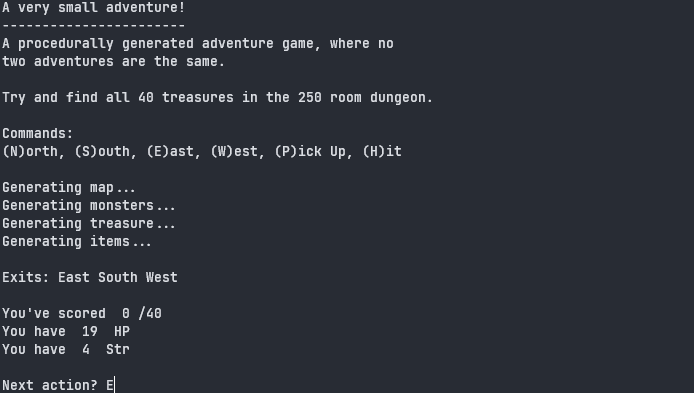 A very small adventure!
-----------------------
A procedurally generated adventure game, where no
two adventures are the same.
Try and find all 40 treasures in the 250 room dungeon.
Commands:
(N)orth, (S)outh, (E)ast, (W)est, (P)ick Up, (H)it
Generating map...
Generating monsters...
Generating treasure...
Generating items...
Exits: East South West
You've scored  0 /40
You have  19  HP
You have  4  Str
Next action? E